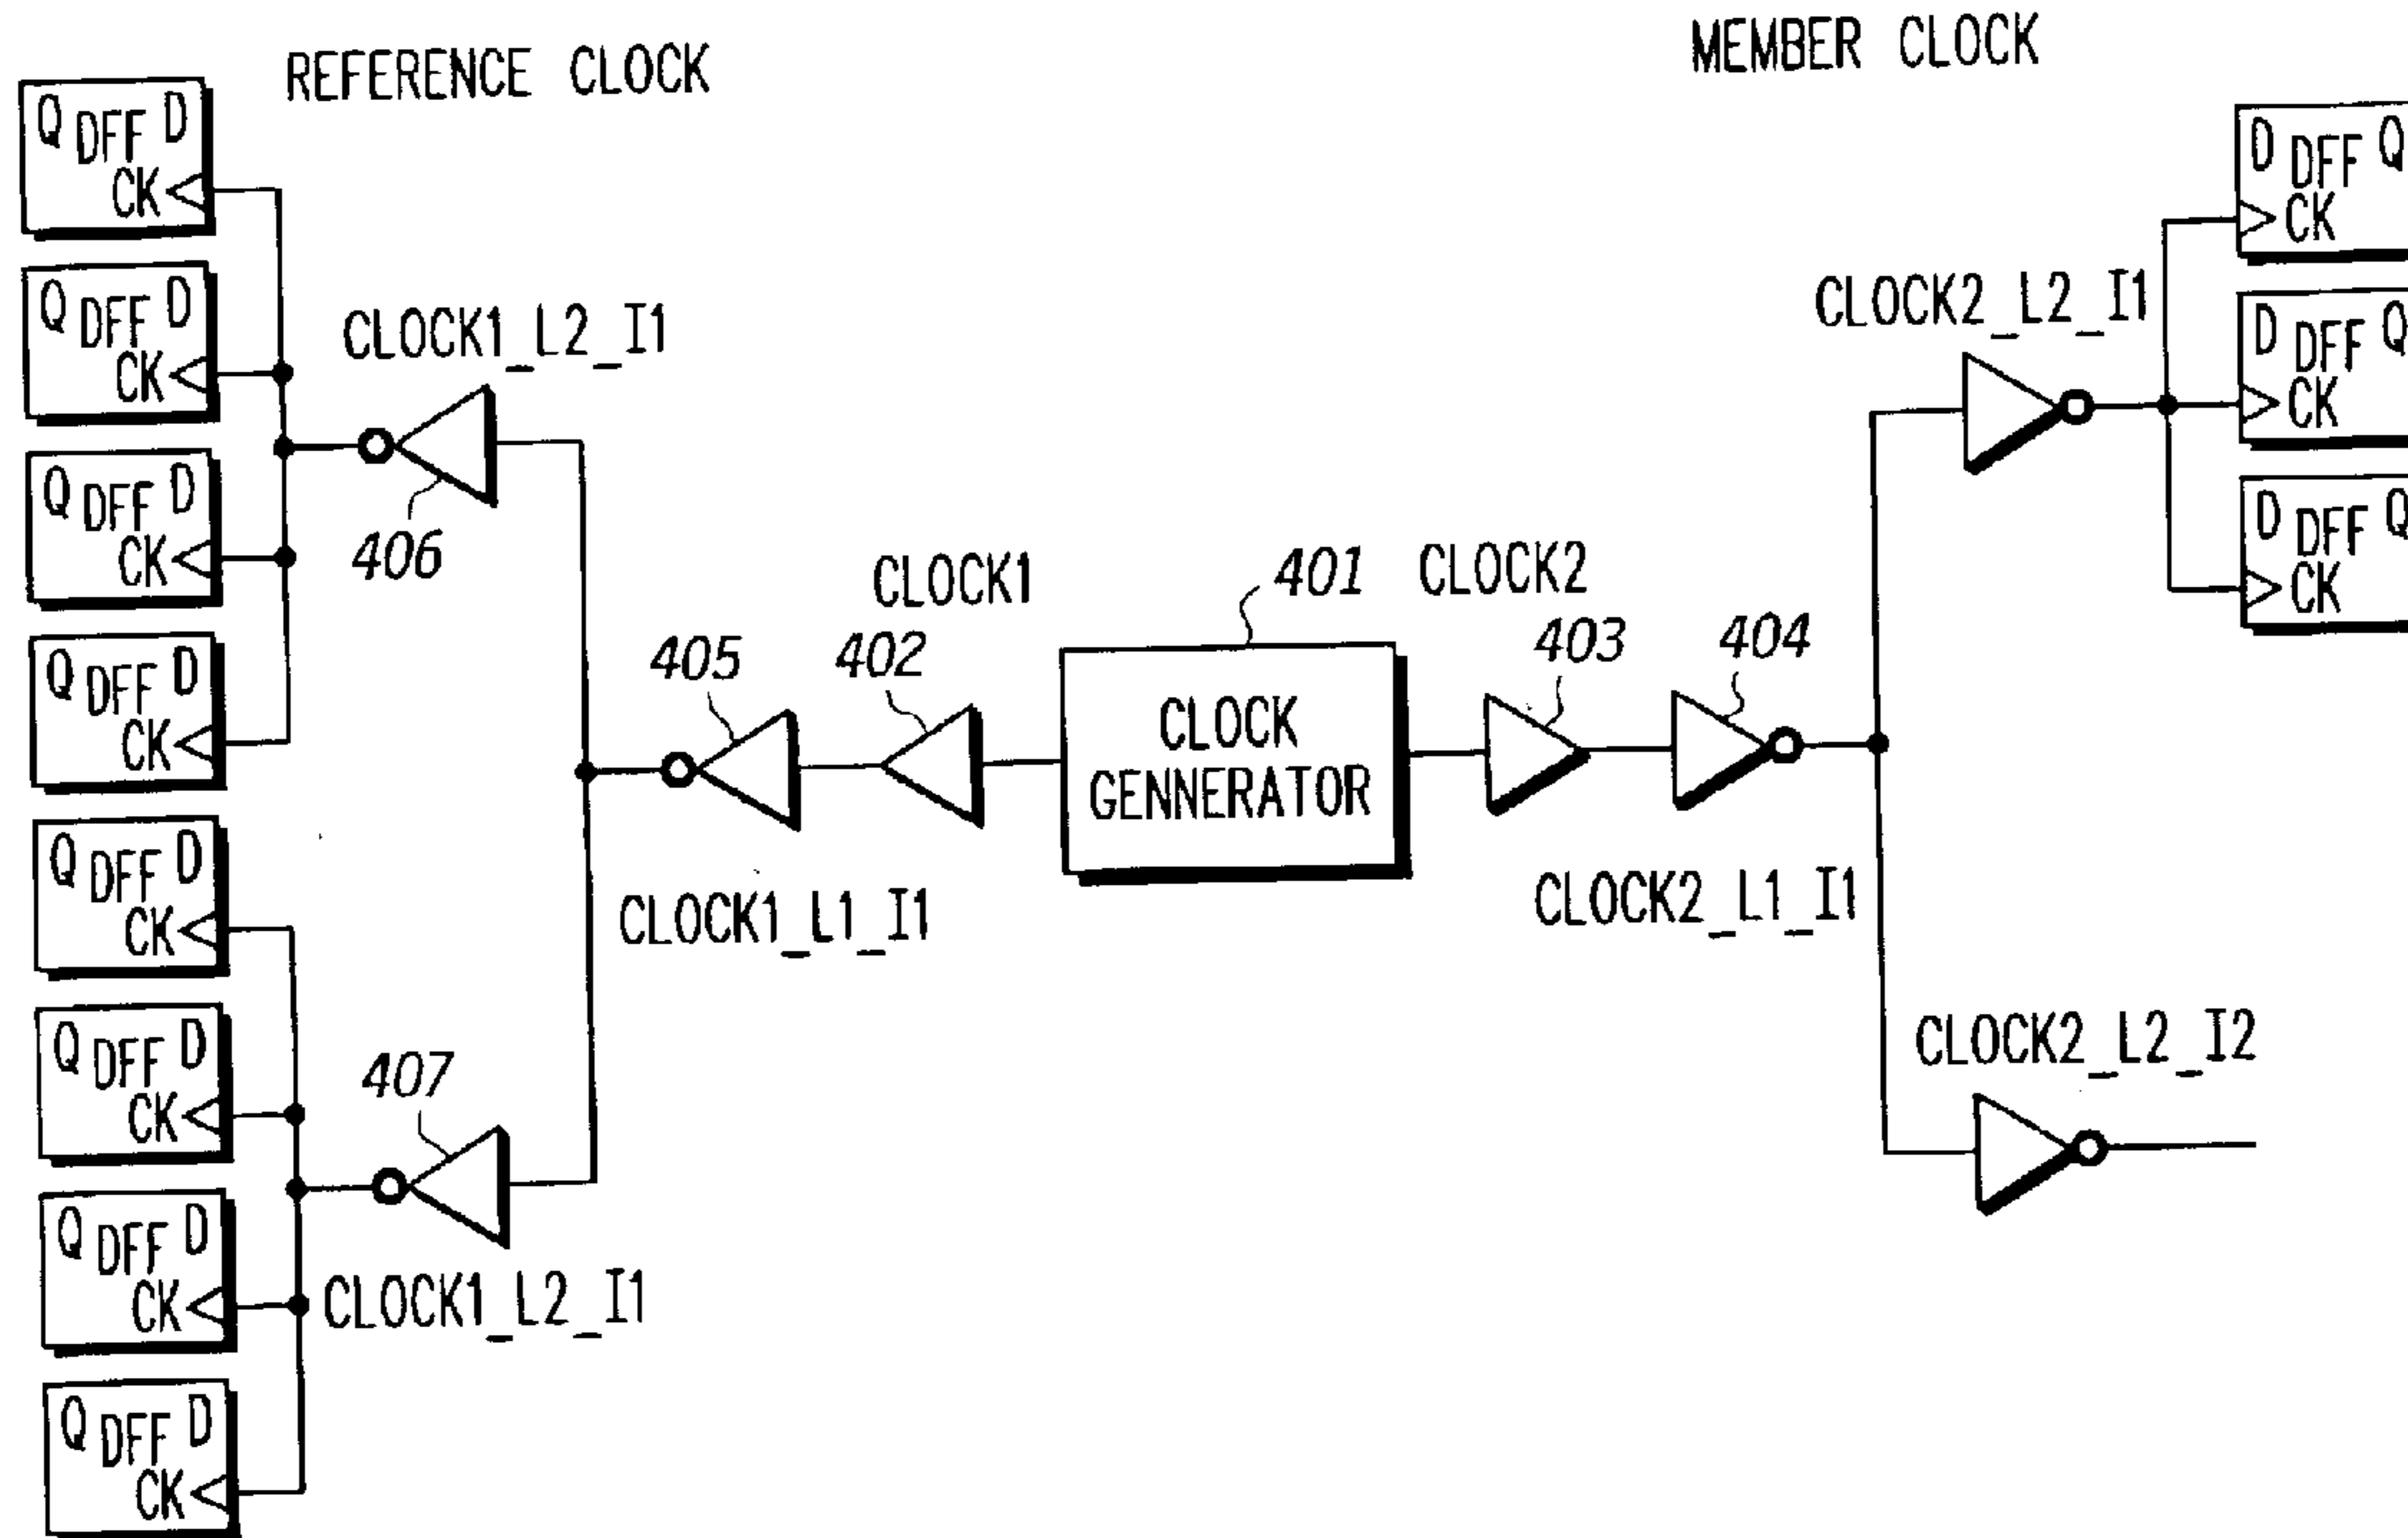 REFERENCE CLOCK
MEMBER CLOCK
Q DFF D
CK
Q DFF D
CK
Q DFF D
CK
Q DFF D
CK
Q DFF D
CK
Q DFF D
CK
Q DFF D
CK
Q DFF D
CK
CLOCK1_L2_I1
406
407
CLOCK1_L2_I1
405
CLOCK1_L1_I1
CLOCK1
402
401
CLOCK
GENNERATOR
CLOCK2
403
404
CLOCK2_L1_I1
CLOCK2_L2_I1
CLOCK2_L2_I2
D DFF Q
CK
D DFF Q
CK
D DFF Q
CK